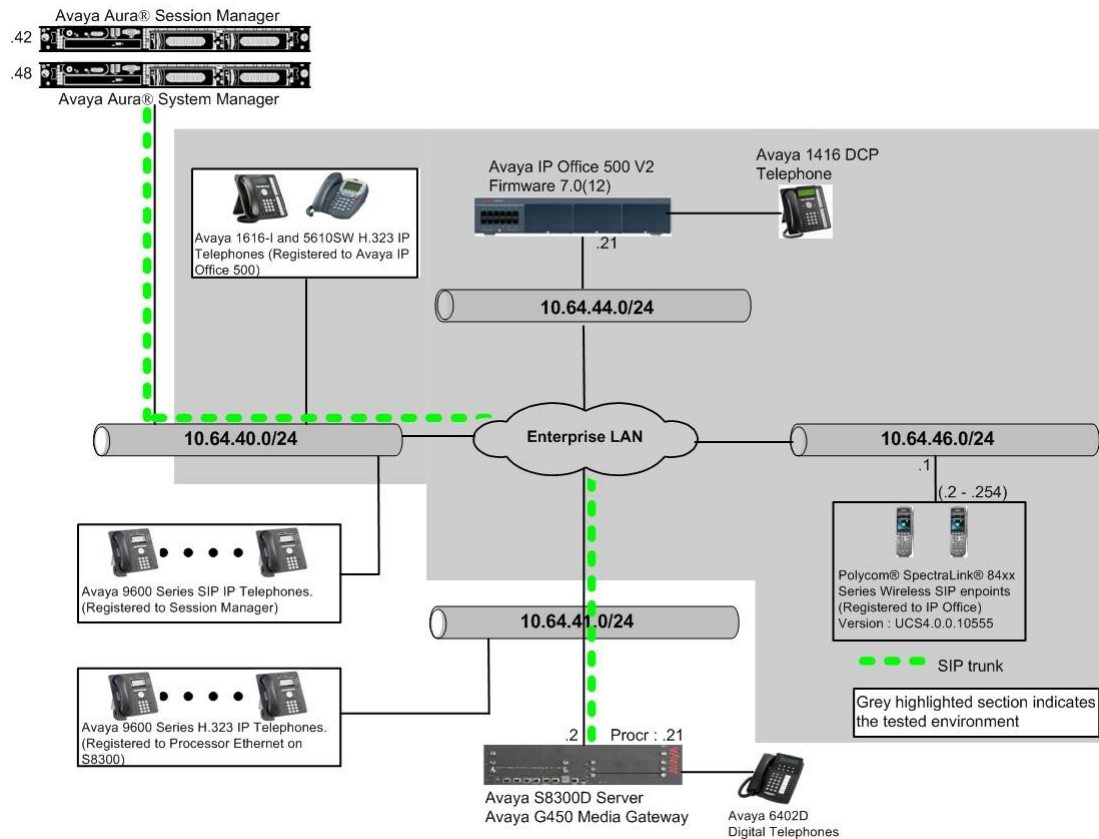 Avaya Aura® Session Manager
.42
.48
Avaya Aura® System Manager
Avaya 1616-I and 5610SW H.323 IP
Telephones (Registered to Avaya IP
Office 500)
Avaya IP Office 500 V2
Firmware 7.0(12)
.21
Avaya 1416 DCP
Telephone
10.64.44.0/24
10.64.40.0/24
Enterprise LAN
10.64.46.0/24
.1
(.2 - .254)
Polycom® SpectraLink® 84xx
Series Wireless SIP enpoints
(Registered to IP Office)
Version : UCS4.0.0.10555
Avaya 9600 Series SIP IP Telephones.
(Registered to Session Manager)
10.64.41.0/24
Avaya 9600 Series H.323 IP Telephones.
(Registered to Processor Ethernet on
S8300)
SIP trunk
Grey highlighted section indicates
the tested environment
.2
Procr : .21
AVAYA
Avaya S8300D Server
Avaya G450 Media Gateway
Avaya 6402D
Digital Telephones